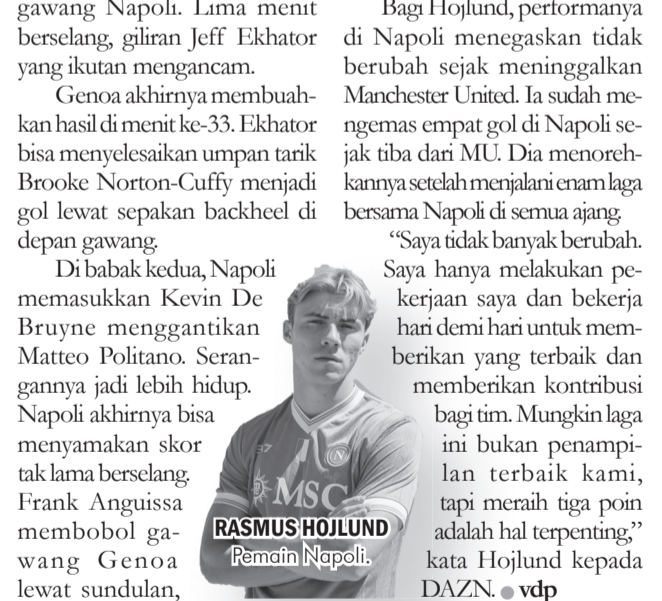 gawang Napoli. Lima menit
berselang, giliran Jeff Ekhator
yang ikutan mengancam.
Genoa akhirnya membuah-
kan hasil di menit ke-33. Ekhator
bisa menyelesaikan umpan tarik
Brooke Norton-Cuffy menjadi
gol lewat sepakan backheel di
depan gawang.
Di babak kedua, Napoli
memasukkan Kevin De
Bruyne menggantikan
Matteo Politano. Seran-
gannya jadi lebih hidup.
Napoli akhirnya bisa
menyamakan skor
tak lama berselang.
Frank Anguissa
membobol ga-
wang Genoa
lewat sundulan,
MSC
RASMUS HOJLUND
Pemain Napoli.
Bagi Hojlund, performanya
di Napoli menegaskan tidak
berubah sejak meninggalkan
Manchester United. Ia sudah me-
ngemas empat gol di Napoli se-
jak tiba dari MU. Dia menoreh-
kannya setelah menjalani enam laga
bersama Napoli di semua ajang.
“Saya tidak banyak berubah.
Saya hanya melakukan pe-
kerjaan saya dan bekerja
hari demi hari untuk mem-
berikan yang terbaik dan
memberikan kontribusi
bagi tim. Mungkin laga
ini bukan penampi-
lan terbaik kami,
tapi meraih tiga poin
adalah hal terpenting,”
kata Hojlund kepada
DAZN. ● vdp